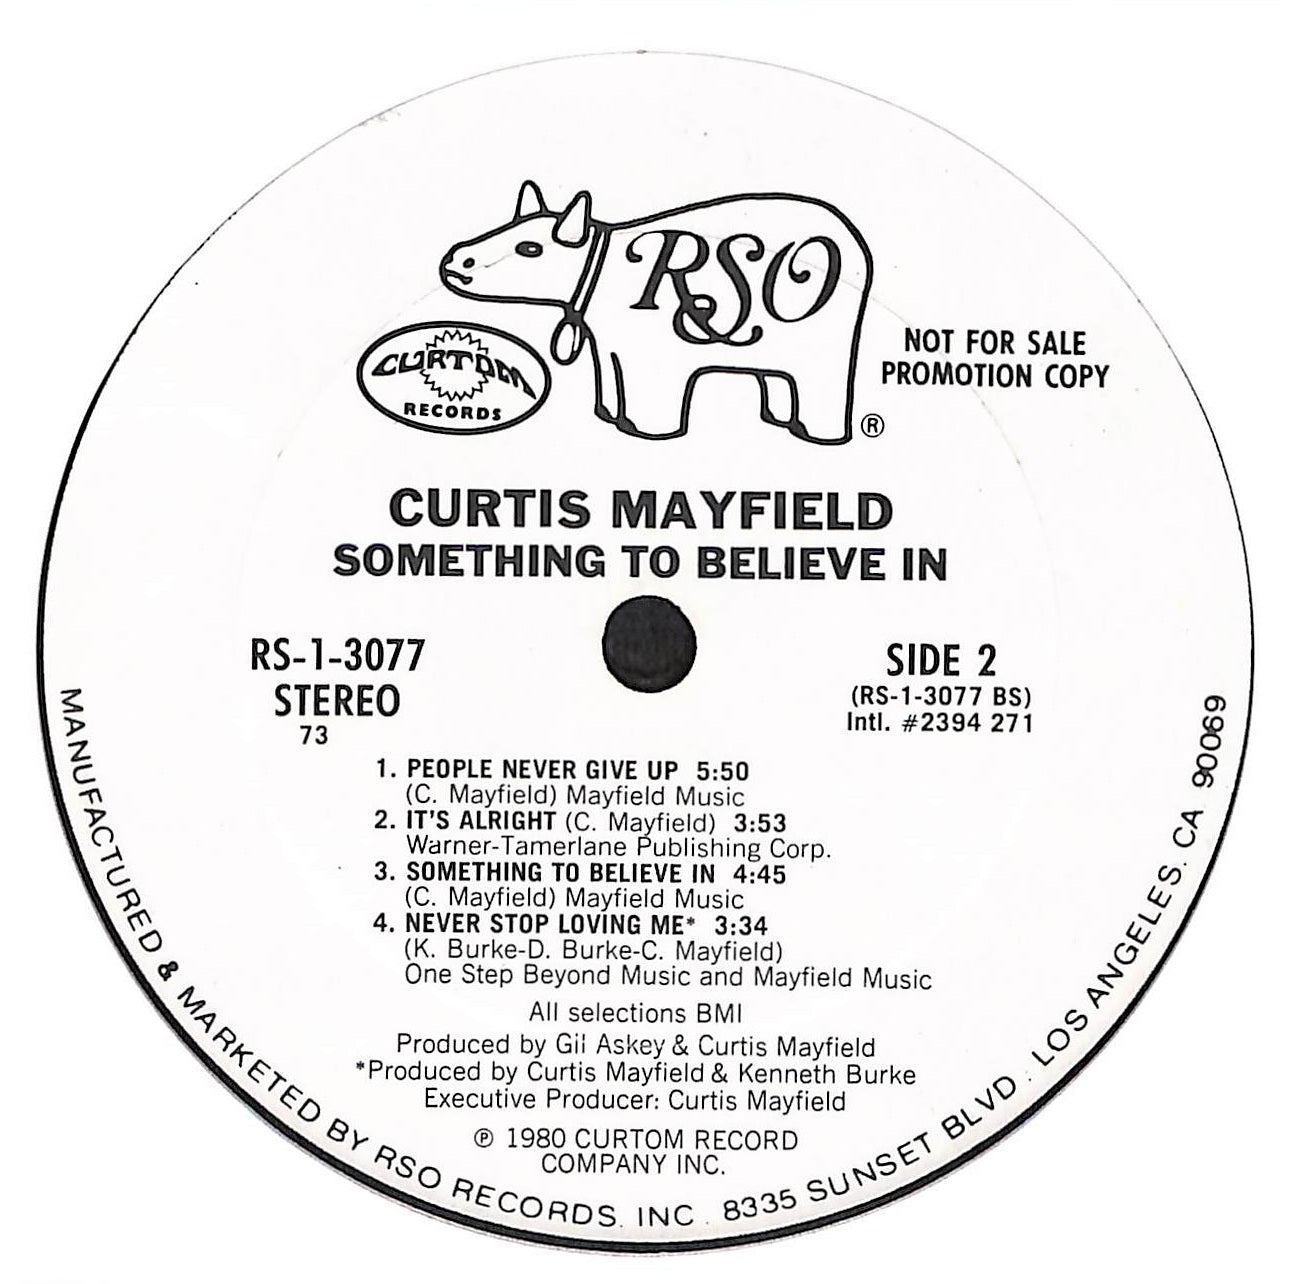 RSO
CURTOM
RECORDS
NOT FOR SALE
PROMOTION COPY
®
CURTIS MAYFIELD
SOMETHING TO BELIEVE IN
RS-1-3077
STEREO
73
SIDE 2
(RS-1-3077 BS)
Intl. #2394 271
1. PEOPLE NEVER GIVE UP 5:50
(C. Mayfield) Mayfield Music
2. IT'S ALRIGHT (C. Mayfield) 3:53
Warner-Tamerlane Publishing Corp.
3. SOMETHING TO BELIEVE IN 4:45
(C. Mayfield) Mayfield Music
4. NEVER STOP LOVING ME* 3:34
(K. Burke-D. Burke-C. Mayfield)
One Step Beyond Music and Mayfield Music
All selections BMI
Produced by Gil Askey & Curtis Mayfield
*Produced by Curtis Mayfield & Kenneth Burke
Executive Producer: Curtis Mayfield
℗ 1980 CURTOM RECORD
COMPANY INC.
MANUFACTURED & MARKETED BY RSO RECORDS, INC. 8335 SUNSET BLVD. LOS ANGELES, CA 90069